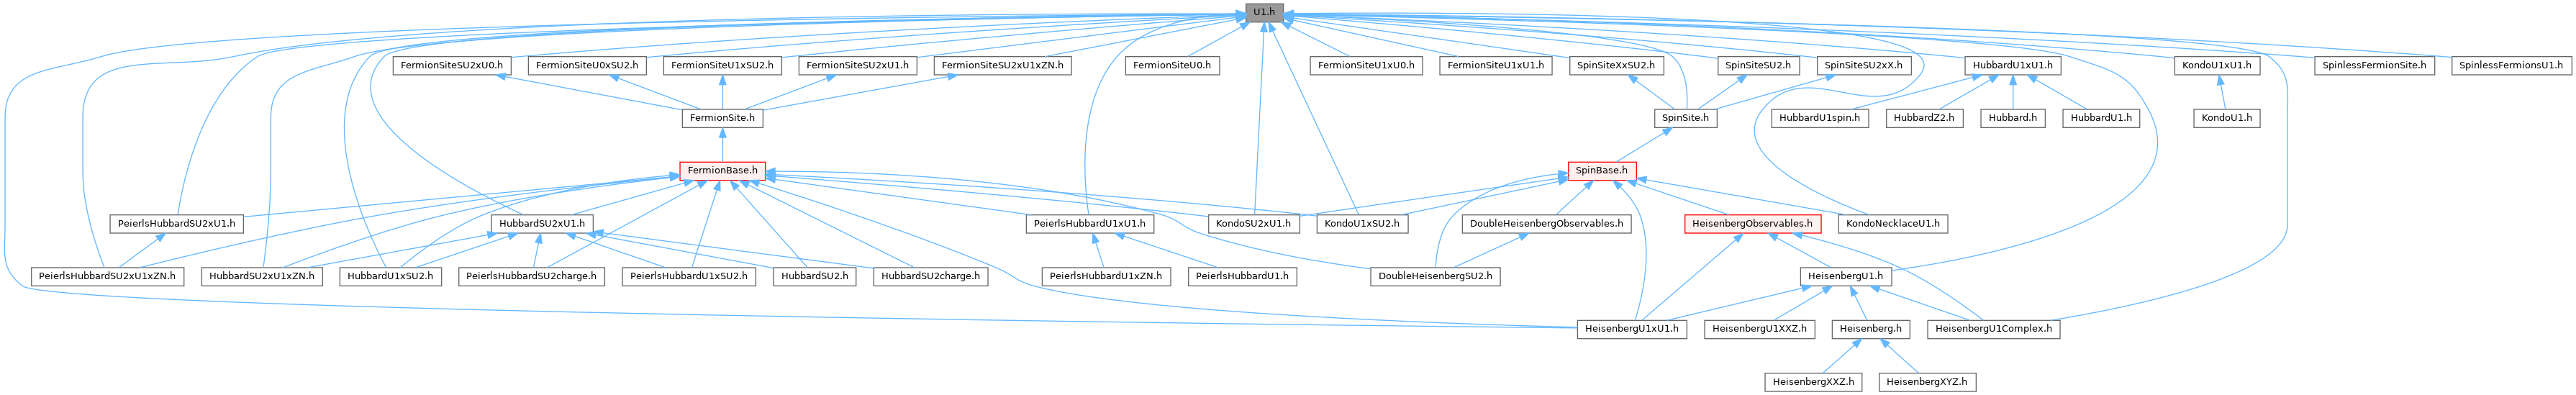 U1.h
FermionSiteSU2xU0.h
FermionSiteU0xSU2.h
FermionSiteU1xSU2.h
FermionSiteSU2xU1.h
FermionSiteSU2xU1xZN.h
FermionSiteU0.h
FermionSiteU1xU0.h
FermionSiteU1xU1.h
SpinSiteXxSU2.h
SpinSiteSU2.h
SpinSiteSU2xX.h
HubbardU1xU1.h
KondoU1xU1.h
SpinlessFermionSite.h
SpinlessFermionsU1.h
FermionSite.h
SpinSite.h
HubbardU1spin.h
HubbardZ2.h
Hubbard.h
HubbardU1.h
KondoU1.h
FermionBase.h
SpinBase.h
PeierlsHubbardSU2xU1.h
HubbardSU2xU1.h
PeierlsHubbardU1xU1.h
KondoSU2xU1.h
KondoU1xSU2.h
DoubleHeisenbergObservables.h
HeisenbergObservables.h
KondoNecklaceU1.h
PeierlsHubbardSU2xU1xZN.h
HubbardSU2xU1xZN.h
HubbardU1xSU2.h
PeierlsHubbardSU2charge.h
PeierlsHubbardU1xSU2.h
HubbardSU2.h
HubbardSU2charge.h
PeierlsHubbardU1xZN.h
PeierlsHubbardU1.h
DoubleHeisenbergSU2.h
HeisenbergU1.h
HeisenbergU1xU1.h
HeisenbergU1XXZ.h
Heisenberg.h
HeisenbergU1Complex.h
HeisenbergXXZ.h
HeisenbergXYZ.h